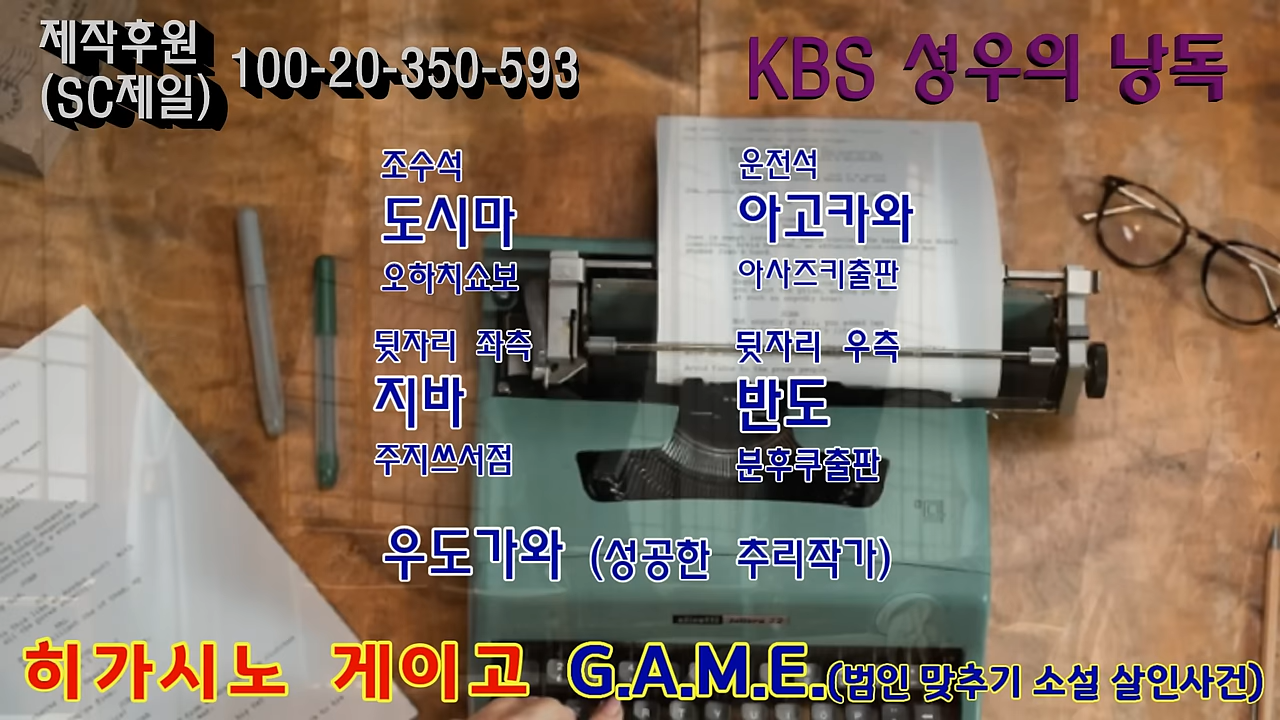 제작후원
(SC제일)
100-20-350-593
KBS 성우의 낭독
조수석
도시마
오하치쇼보
운전석
아고카와
아사즈키출판
뒷자리 좌측
지바
주지쓰서점
뒷자리 우측
반도
분후쿠출판
우도가와 (성공한 추리작가)
히가시노 게이고 G.A.M.E.(범인 맞추기 소설 살인사건)
olivetti